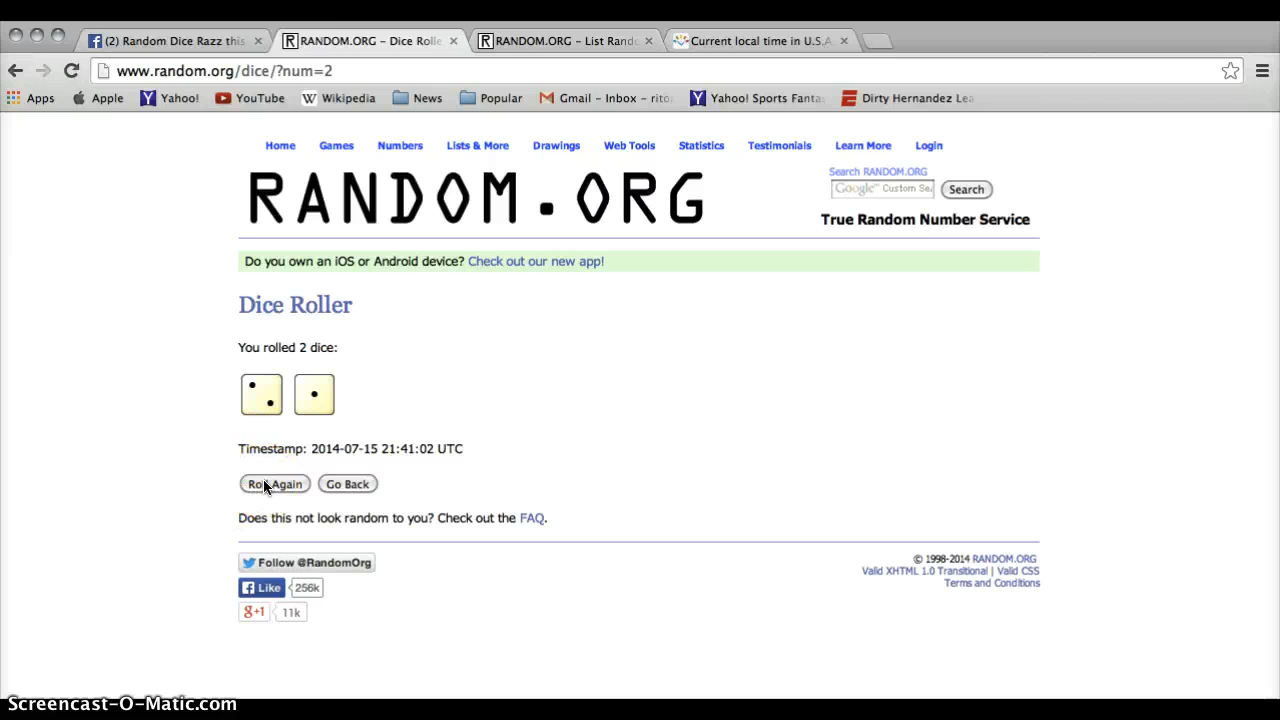 (2) Random Dice Razz this
RANDOM.ORG – Dice Rolle
RANDOM.ORG – List Rando
Current local time in U.S.A
www.random.org/dice/?num=2
Apps Apple Yahoo! YouTube Wikipedia News Popular Gmail – Inbox – rito Yahoo! Sports Fanta Dirty Hernandez Lea
Home Games Numbers Lists & More Drawings Web Tools Statistics Testimonials Learn More Login
Search RANDOM.ORG
Google™ Custom Sea Search
RANDOM.ORG
True Random Number Service
Do you own an iOS or Android device? Check out our new app!
Dice Roller
You rolled 2 dice:
Timestamp: 2014-07-15 21:41:02 UTC
Roll Again Go Back
Does this not look random to you? Check out the FAQ.
Follow @RandomOrg
Like 256k
g+1 11k
© 1998-2014 RANDOM.ORG
Valid XHTML 1.0 Transitional | Valid CSS
Terms and Conditions
Screencast-O-Matic.com